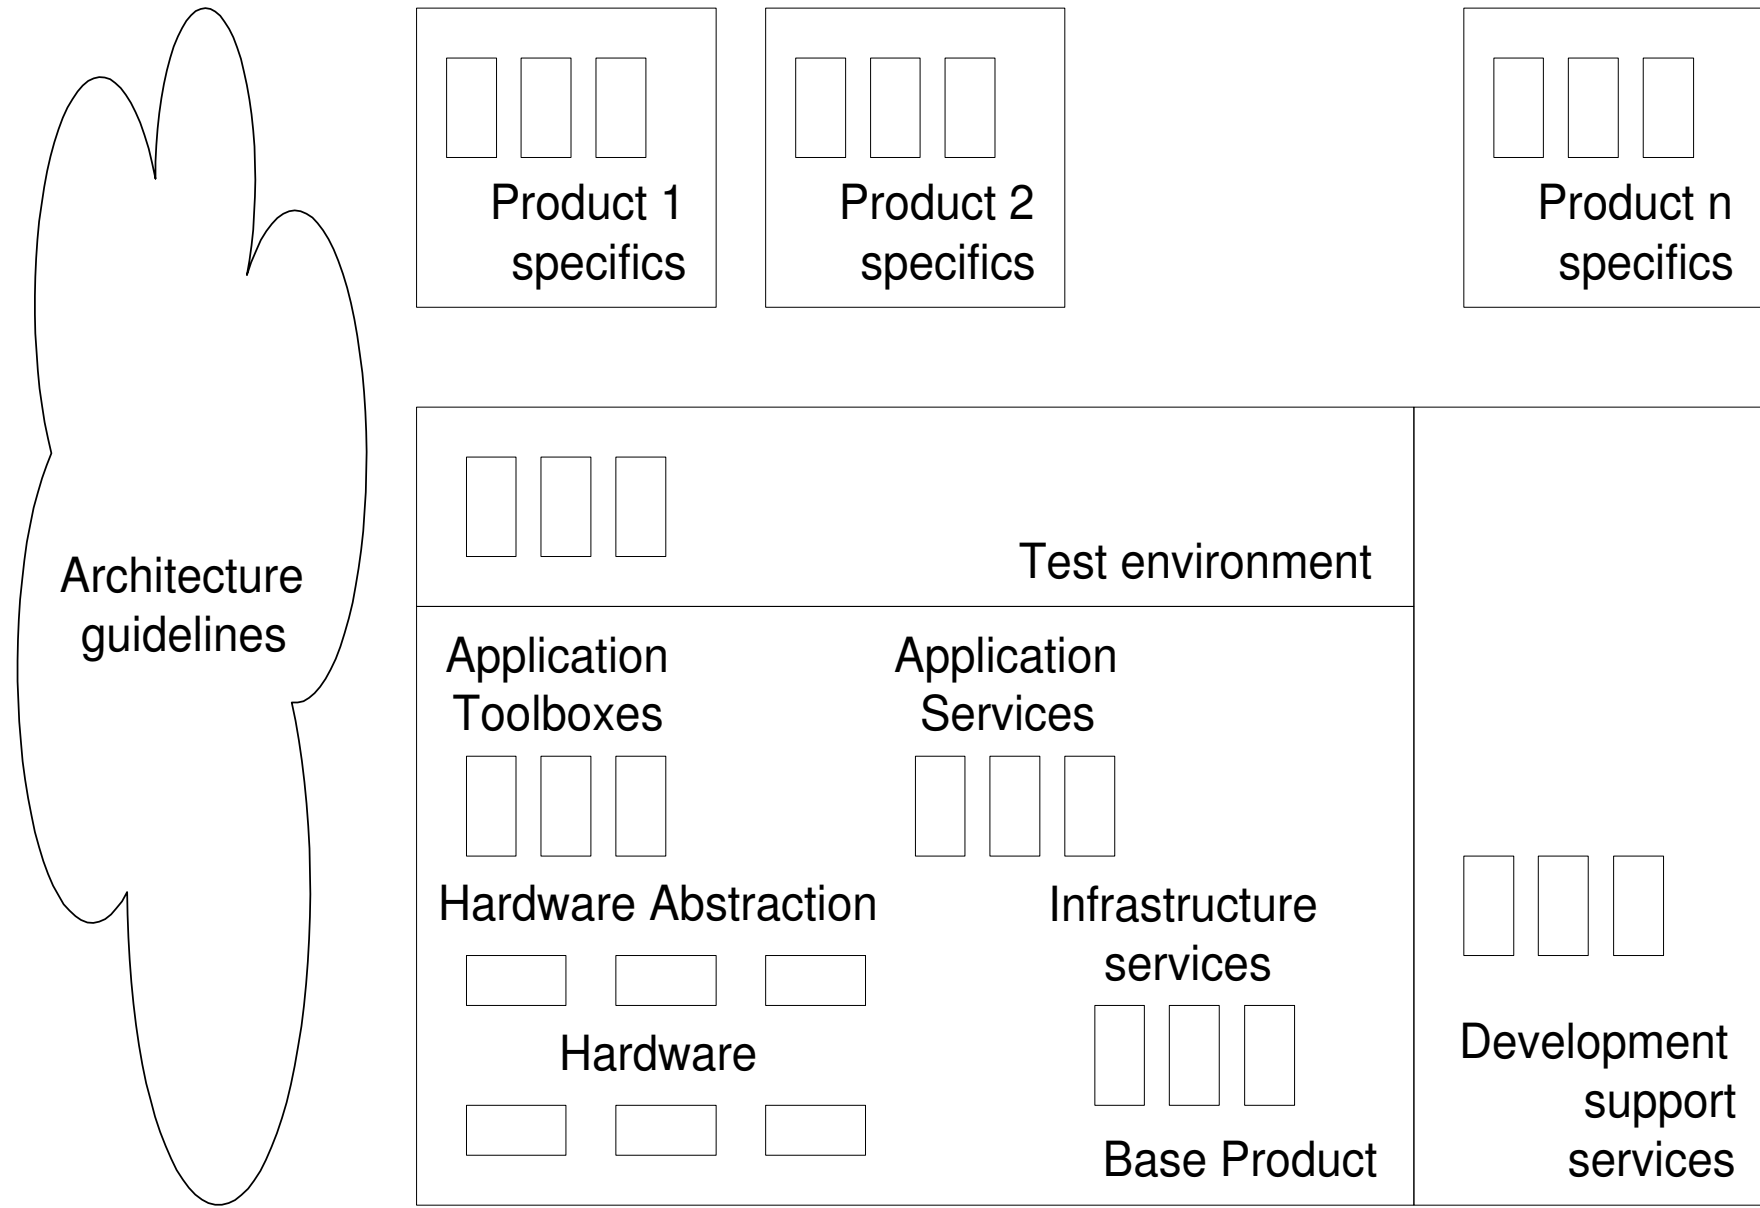 Product 1
specifics
Product 2
specifics
Product n
specifics
Architecture
guidelines
Test environment
Application
Toolboxes
Application
Services
Hardware Abstraction
Infrastructure
services
Hardware
Base Product
Development
support
services